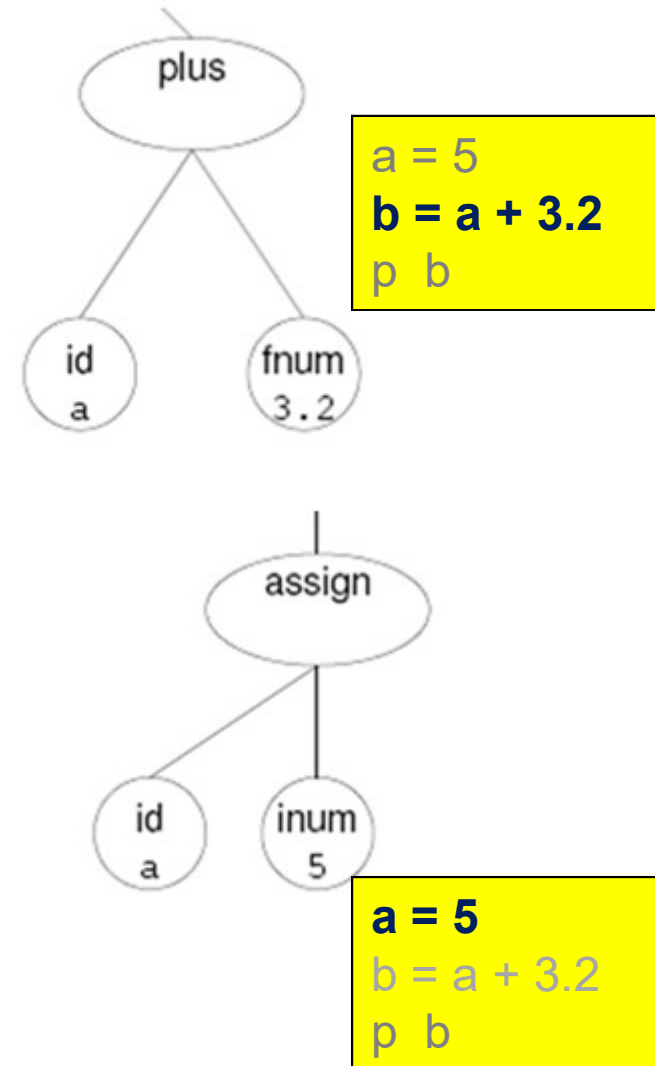 plus
a = 5
b = a + 3.2
p b
id
a
fnum
3.2
assign
id
a
inum
5
a = 5
b = a + 3.2
p b